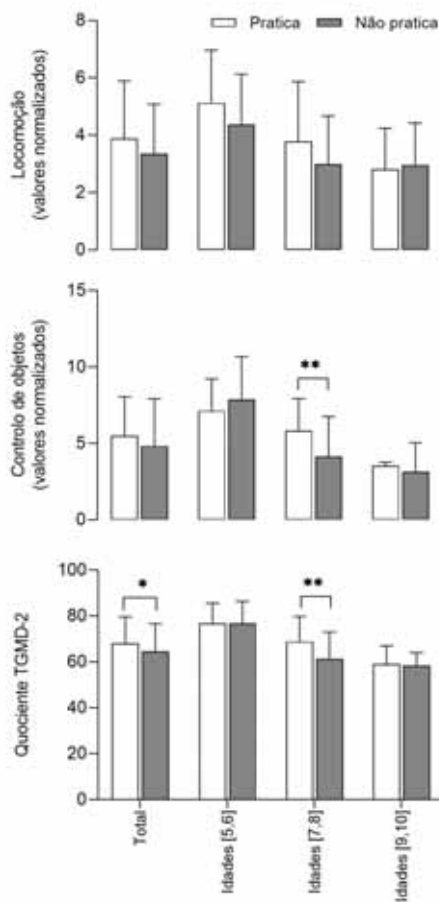 Pratica Não pratica
Locomoção
(valores normalizados)
8
6
4
2
0
Controlo de objetos
(valores normalizados)
15
10
5
0
**
Quociente TGMD-2
100
80
60
40
20
0
*
**
Total
Idades [5,6]
Idades [7,8]
Idades [9,10]